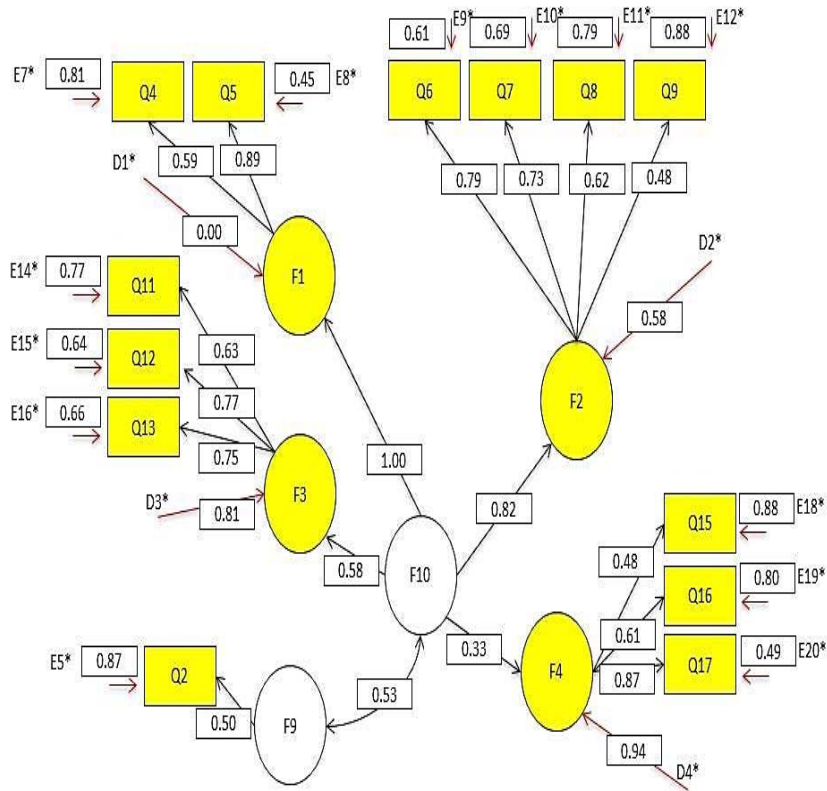 E9* E10* E11* E12*
0.61 0.69 0.79 0.88
E7* 0.81 Q4 Q5 0.45 E8*
Q6 Q7 Q8 Q9
D1* 0.59 0.89
0.79 0.73 0.62 0.48
0.00
D2*
E14* 0.77 Q11
F1
0.58
E15* 0.64 Q12
0.63
F2
E16* 0.66 Q13
0.77
0.75
1.00
D3* 0.81 F3
0.82
Q15 0.88 E18*
0.58 F10
0.48
Q16 0.80 E19*
0.61
0.33
E5* 0.87 Q2
F4
0.87
Q17 0.49 E20*
0.53
0.50 F9
0.94
D4*